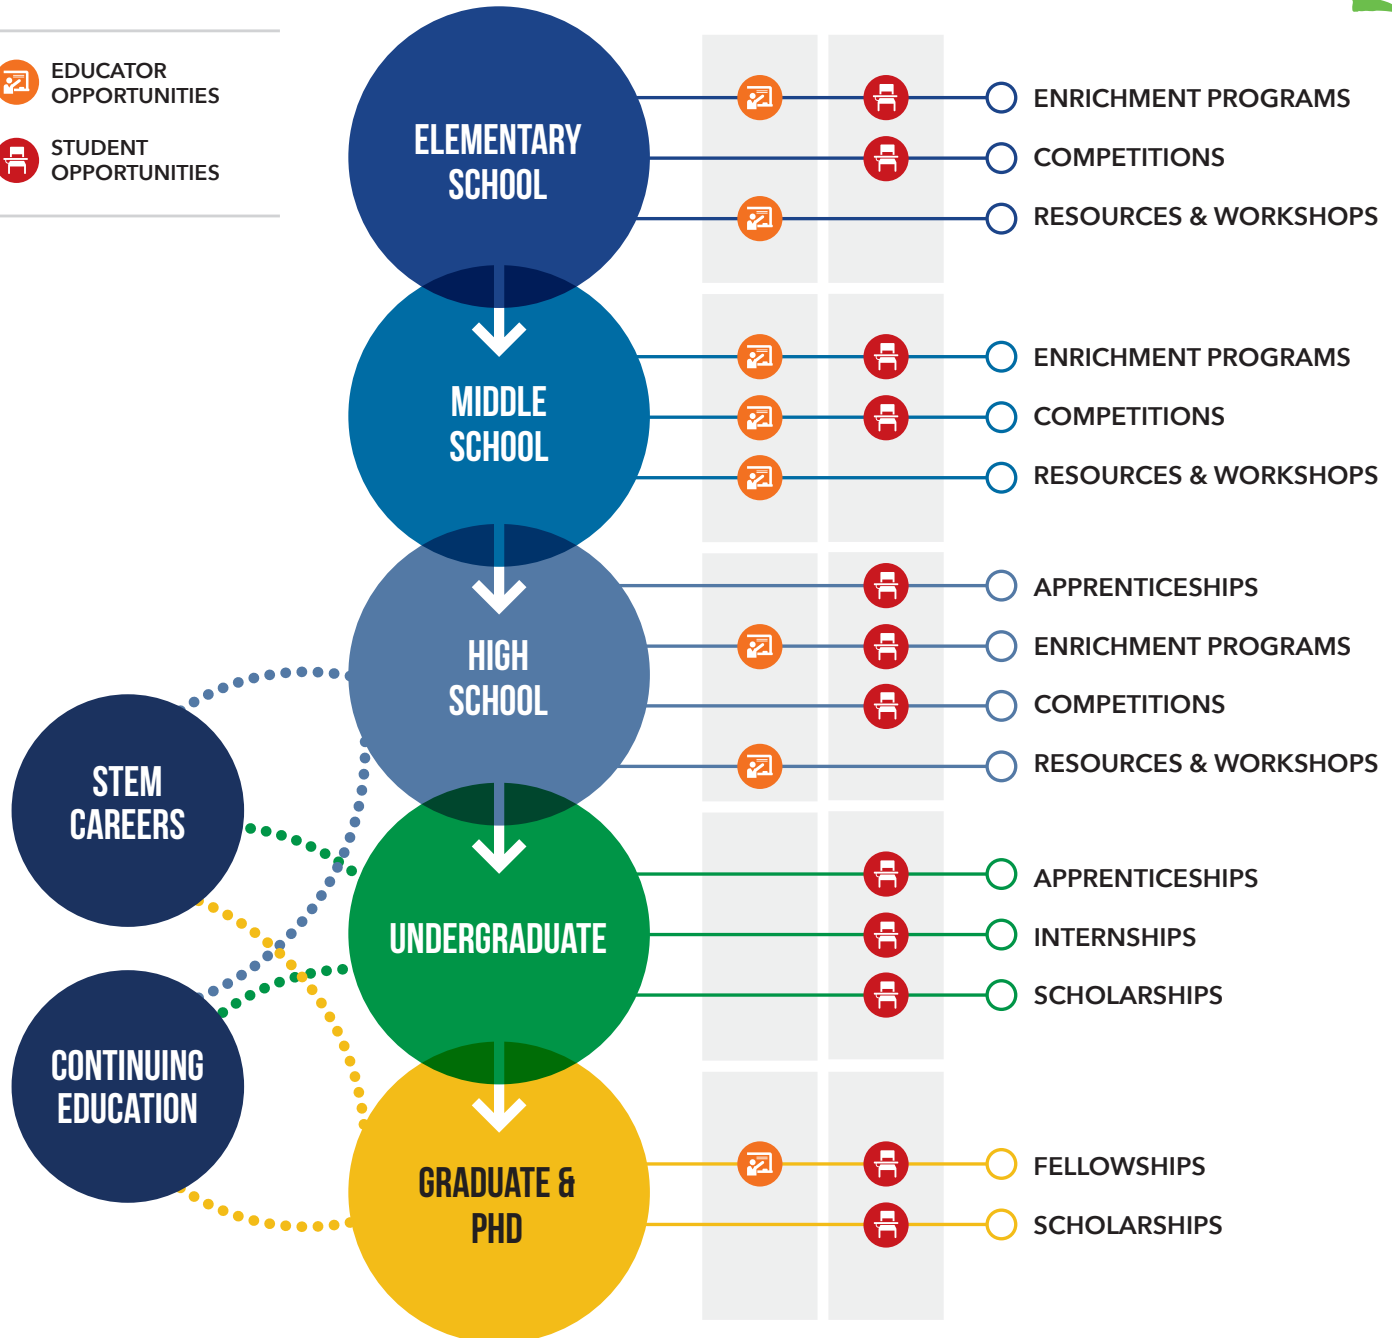 EDUCATOR
OPPORTUNITIES
STUDENT
OPPORTUNITIES
ELEMENTARY
SCHOOL
ENRICHMENT PROGRAMS
COMPETITIONS
RESOURCES & WORKSHOPS
MIDDLE
SCHOOL
ENRICHMENT PROGRAMS
COMPETITIONS
RESOURCES & WORKSHOPS
HIGH
SCHOOL
APPRENTICESHIPS
ENRICHMENT PROGRAMS
COMPETITIONS
RESOURCES & WORKSHOPS
STEM
CAREERS
UNDERGRADUATE
APPRENTICESHIPS
INTERNSHIPS
SCHOLARSHIPS
CONTINUING
EDUCATION
GRADUATE &
PHD
FELLOWSHIPS
SCHOLARSHIPS